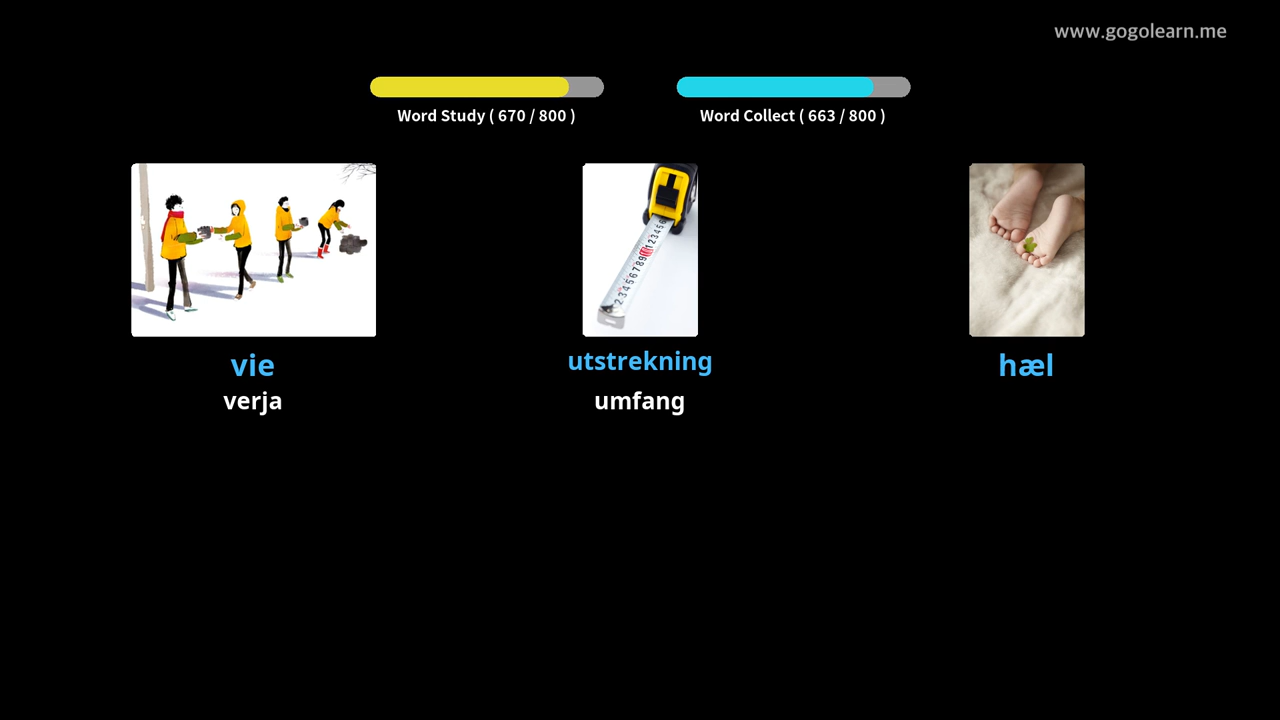 www.gogolearn.me
Word Study ( 670 / 800 )
Word Collect ( 663 / 800 )
vie
verja
utstrekning
umfang
hæl